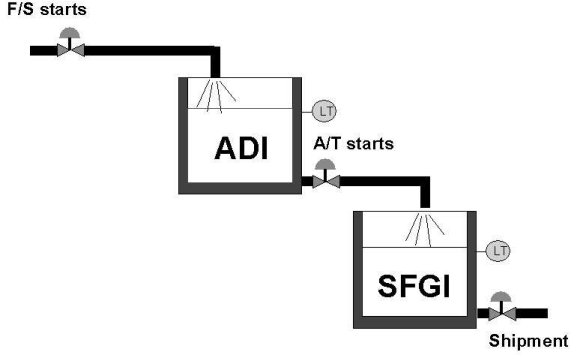 F/S starts
LT
ADI
A/T starts
LT
SFGI
Shipment